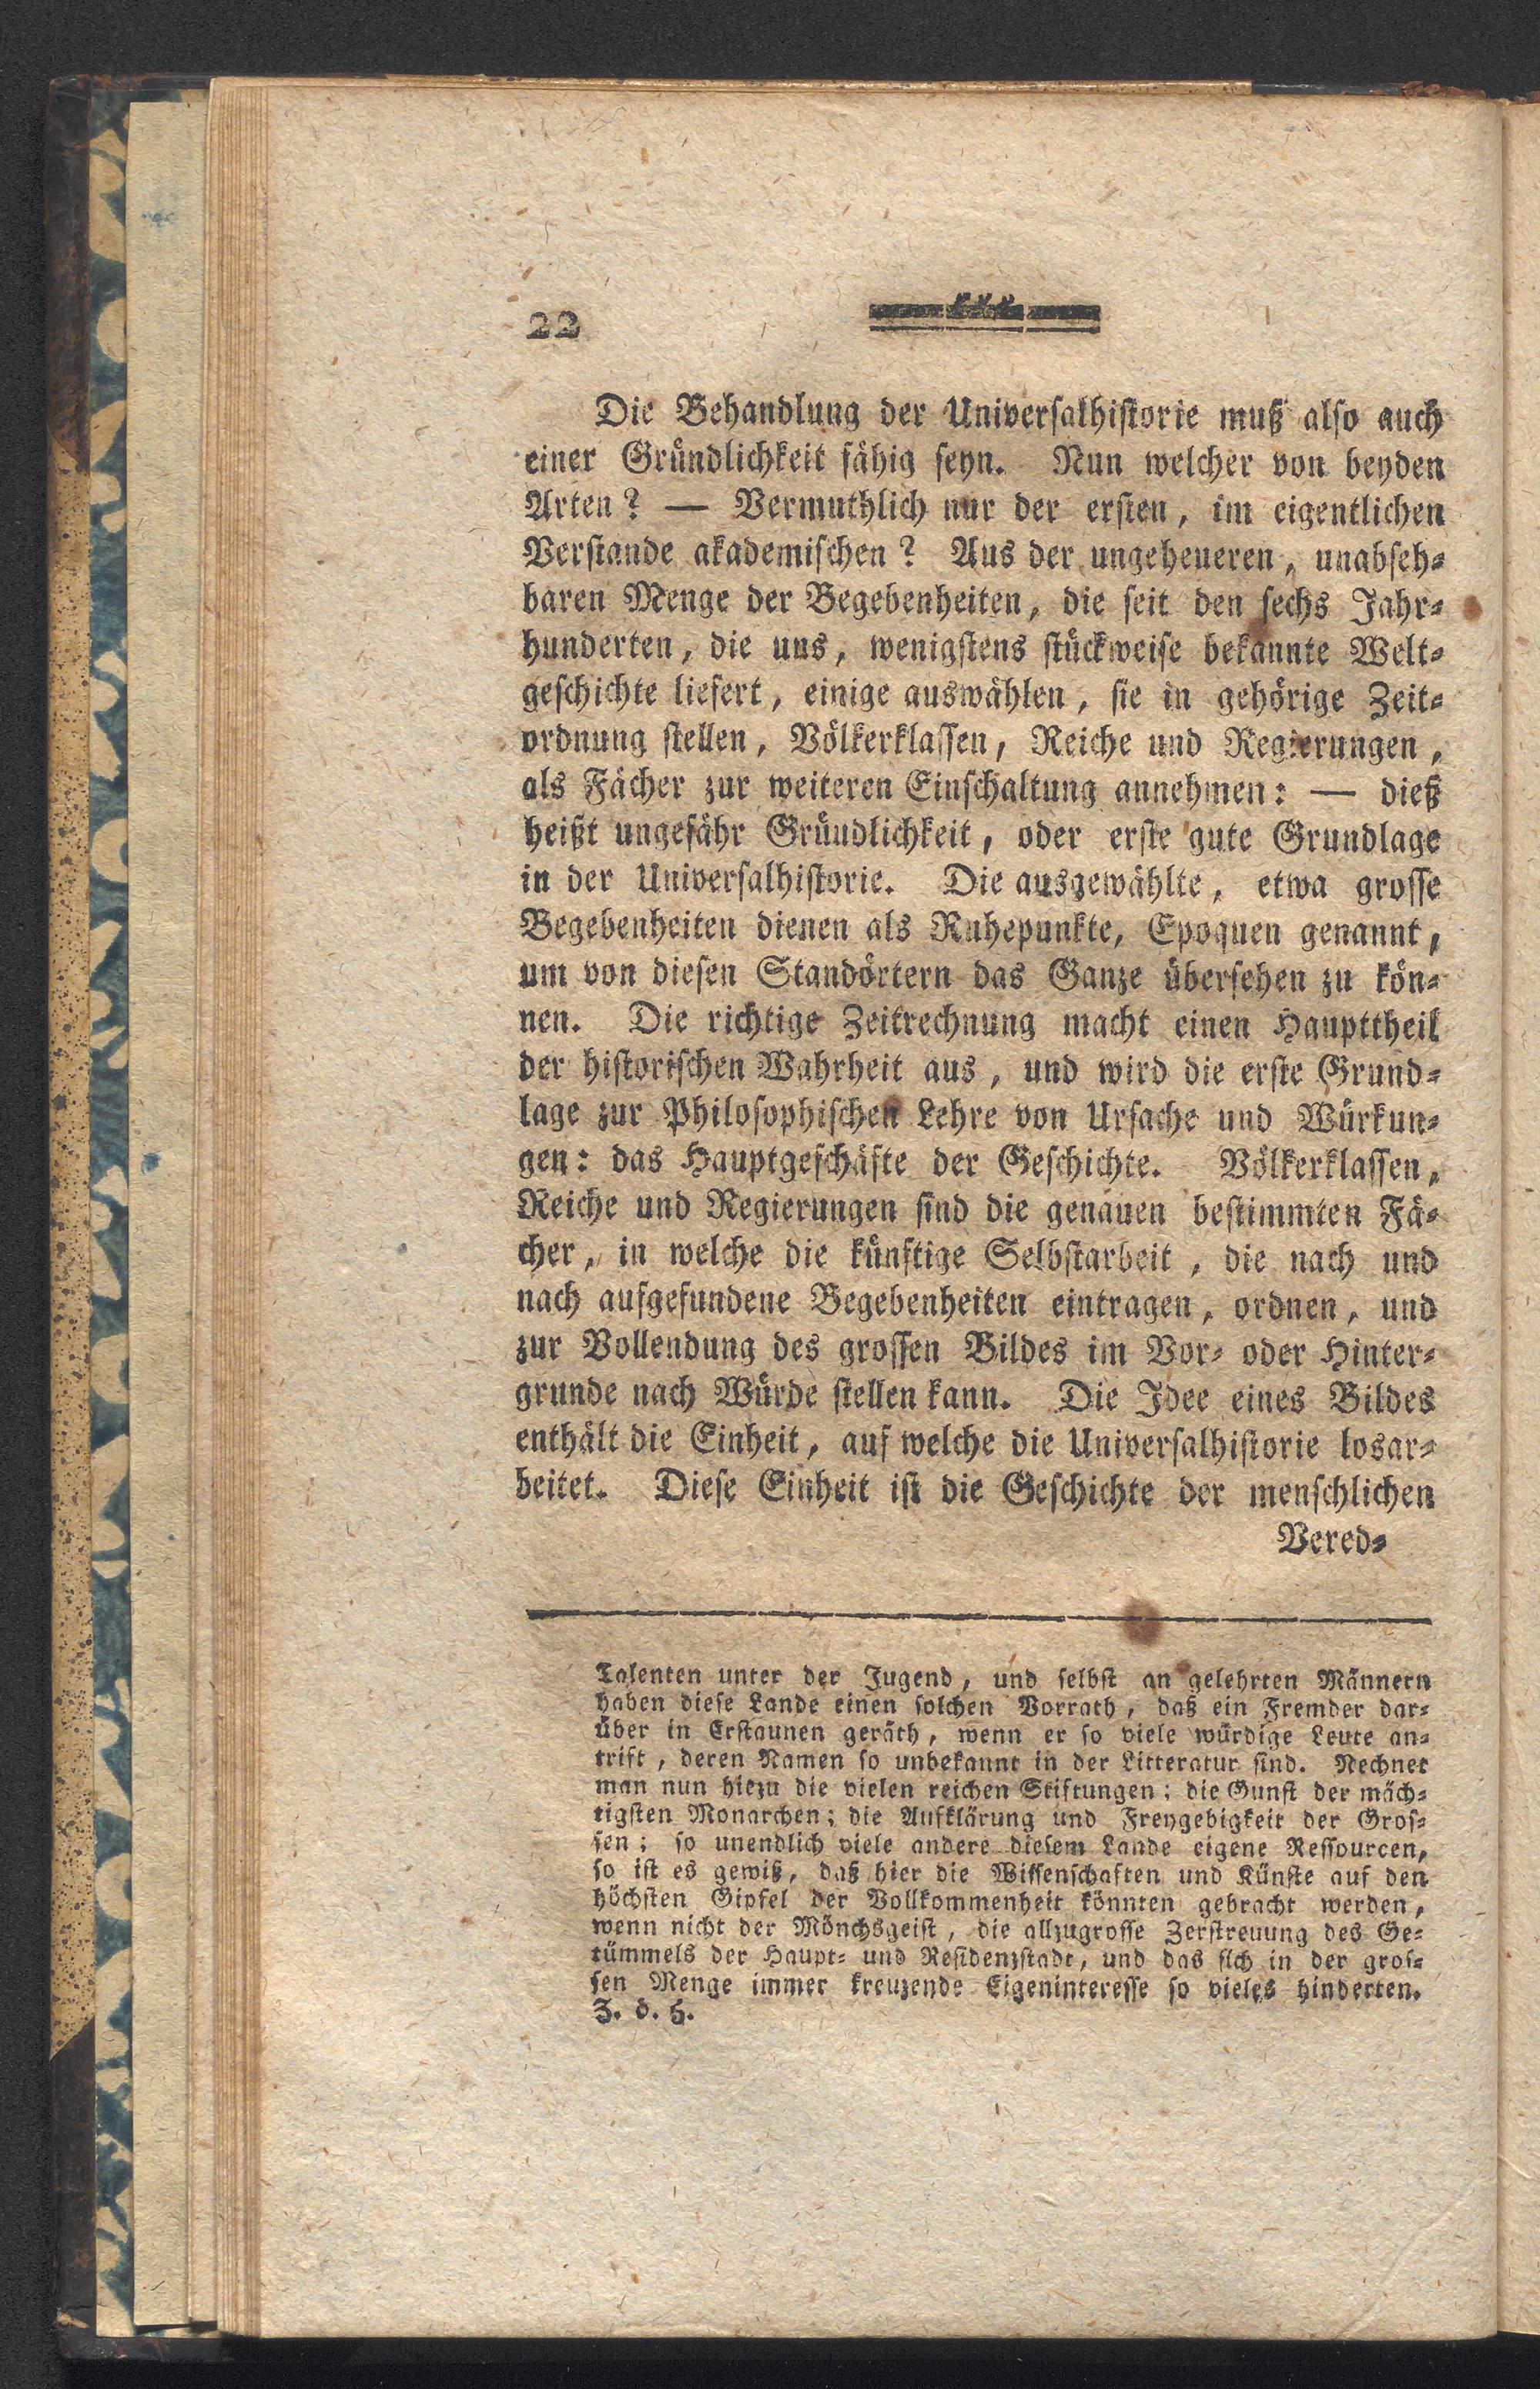 22
Die Behandlung der Universalhistorie muß also auch
einer Gründlichkeit fähig seyn. Nun welcher von beyden
Arten? — Vermuthlich nur der ersten, im eigentlichen
Verstande akademischen? Aus der ungeheueren, unabseh-
baren Menge der Begebenheiten, die seit den sechs Jahr-
hunderten, die uns, wenigstens stückweise bekannte Welt-
geschichte liefert, einige auswählen, sie in gehörige Zeit-
ordnung stellen, Völkerklassen, Reiche und Regierungen,
als Fächer zur weiteren Einschaltung annehmen: — dieß
heißt ungefähr Gründlichkeit, oder erste gute Grundlage
in der Universalhistorie. Die ausgewählte, etwa grosse
Begebenheiten dienen als Ruhepunkte, Epoquen genannt,
um von diesen Standörtern das Ganze übersehen zu kön-
nen. Die richtige Zeitrechnung macht einen Haupttheil
der historischen Wahrheit aus, und wird die erste Grund-
lage zur Philosophischen Lehre von Ursache und Würkun-
gen: das Hauptgeschäfte der Geschichte. Völkerklassen,
Reiche und Regierungen sind die genauen bestimmten Fä-
cher, in welche die künftige Selbstarbeit, die nach und
nach aufgefundene Begebenheiten eintragen, ordnen, und
zur Vollendung des grossen Bildes im Vor- oder Hinter-
grunde nach Würde stellen kann. Die Idee eines Bildes
enthält die Einheit, auf welche die Universalhistorie losar-
beitet. Diese Einheit ist die Geschichte der menschlichen
Vered-
Talenten unter der Jugend, und selbst an gelehrten Männern
haben diese Lande einen solchen Vorrath, daß ein Fremder dar-
über in Erstaunen geräth, wenn er so viele würdige Leute an-
trift, deren Namen so unbekannt in der Litteratur sind. Rechnet
man nun hiezu die vielen reichen Stiftungen; die Gunst der mäch-
tigsten Monarchen; die Aufklärung und Freygebigkeit der Gros-
sen; so unendlich viele andere diesem Lande eigene Ressourcen,
so ist es gewiß, daß hier die Wissenschaften und Künste auf den
höchsten Gipfel der Vollkommenheit könnten gebracht werden,
wenn nicht der Mönchsgeist, die allzugrosse Zerstreuung des Ge-
tümmels der Haupt- und Residenzstadt, und das sich in der gros-
sen Menge immer kreuzende Eigeninteresse so vieles hinderten.
Z. d. H.